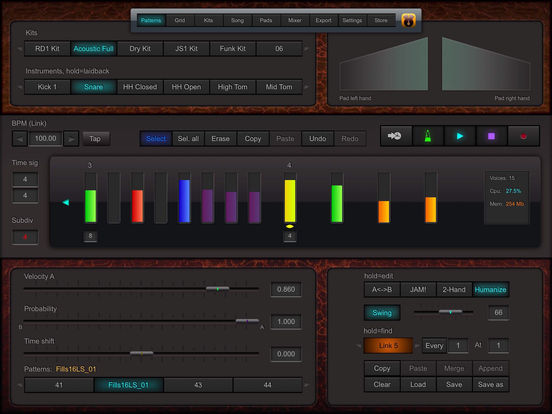 Patterns Grid Kits Song Pads Mixer Export Settings Store
Kits
RD1 Kit Acoustic Full Dry Kit JS1 Kit Funk Kit 06
Instruments, hold=laidback
Kick 1 Snare HH Closed HH Open High Tom Mid Tom
Pad left hand Pad right hand
BPM (Link)
100.00 Tap Select Sel. all Erase Copy Paste Undo Redo
Time sig
4
4
Subdiv
4
3 4
8 4
Voices: 15
Cpu: 27.5%
Mem: 254 Mb
Velocity A
0.860
Probability
B A 1.000
Time shift
0.000
Patterns: Fills16LS_01
41 Fills16LS_01 43 44
hold=edit
A<->B JAM! 2-Hand Humanize
Swing 66
hold=find
Link 5 Every 1 At 1
Copy Paste Merge Append
Clear Load Save Save as